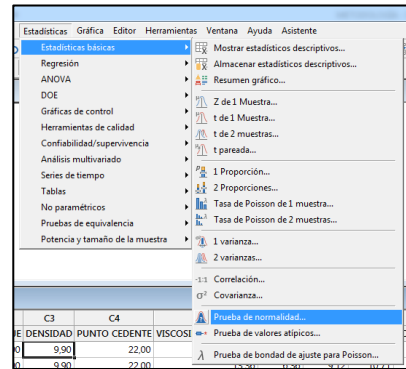 Estadísticas Gráfica Editor Herramientas Ventana Ayuda Asistente
Estadísticas básicas
Regresión
ANOVA
DOE
Gráficas de control
Herramientas de calidad
Confiabilidad/supervivencia
Análisis multivariado
Series de tiempo
Tablas
No paramétricos
Pruebas de equivalencia
Potencia y tamaño de la muestra
Mostrar estadísticos descriptivos...
Almacenar estadísticos descriptivos...
Resumen gráfico...
Z de 1 Muestra...
t de 1 Muestra...
t de 2 muestras...
t pareada...
1 Proporción...
2 Proporciones...
Tasa de Poisson de 1 muestra...
Tasa de Poisson de 2 muestras...
1 varianza...
2 varianzas...
-1:1 Correlación...
σ² Covarianza...
Prueba de normalidad...
Prueba de valores atípicos...
λ Prueba de bondad de ajuste para Poisson...
C3 C4
DENSIDAD PUNTO CEDENTE VISCOSI
9,90 22,00
9,90 22,00